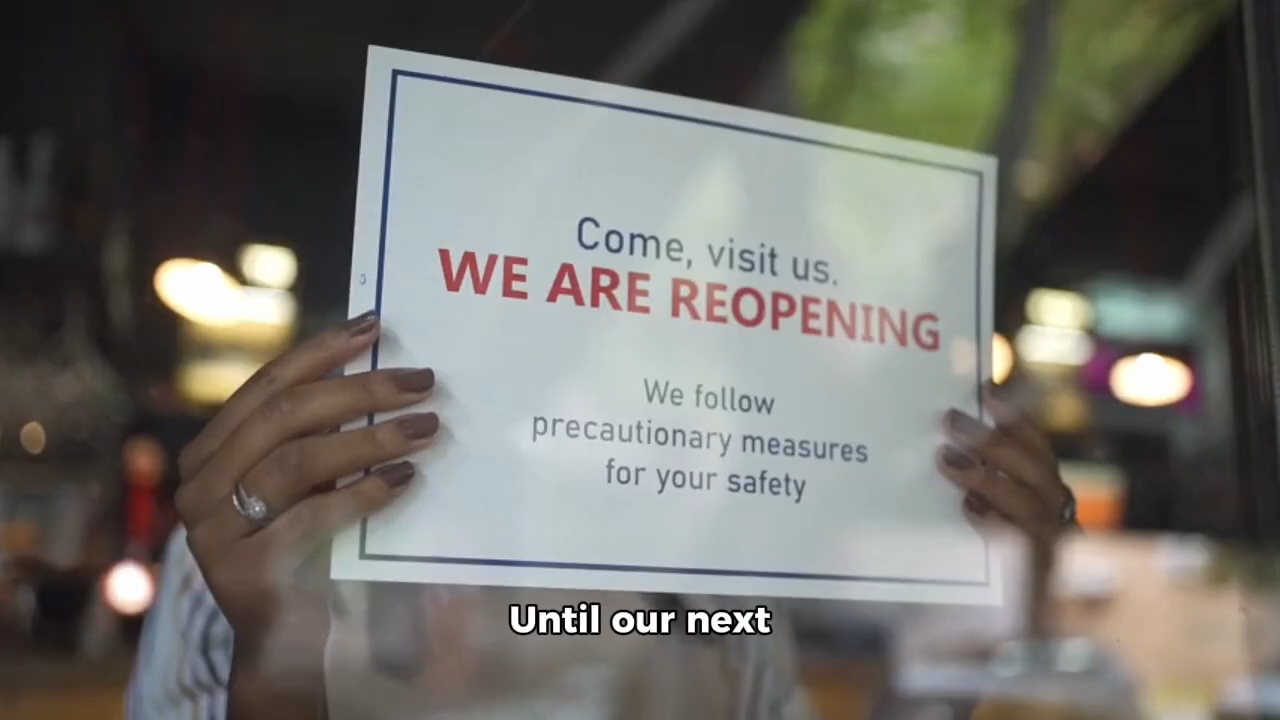 Come, visit us.
WE ARE REOPENING
We follow
precautionary measures
for your safety
Until our next